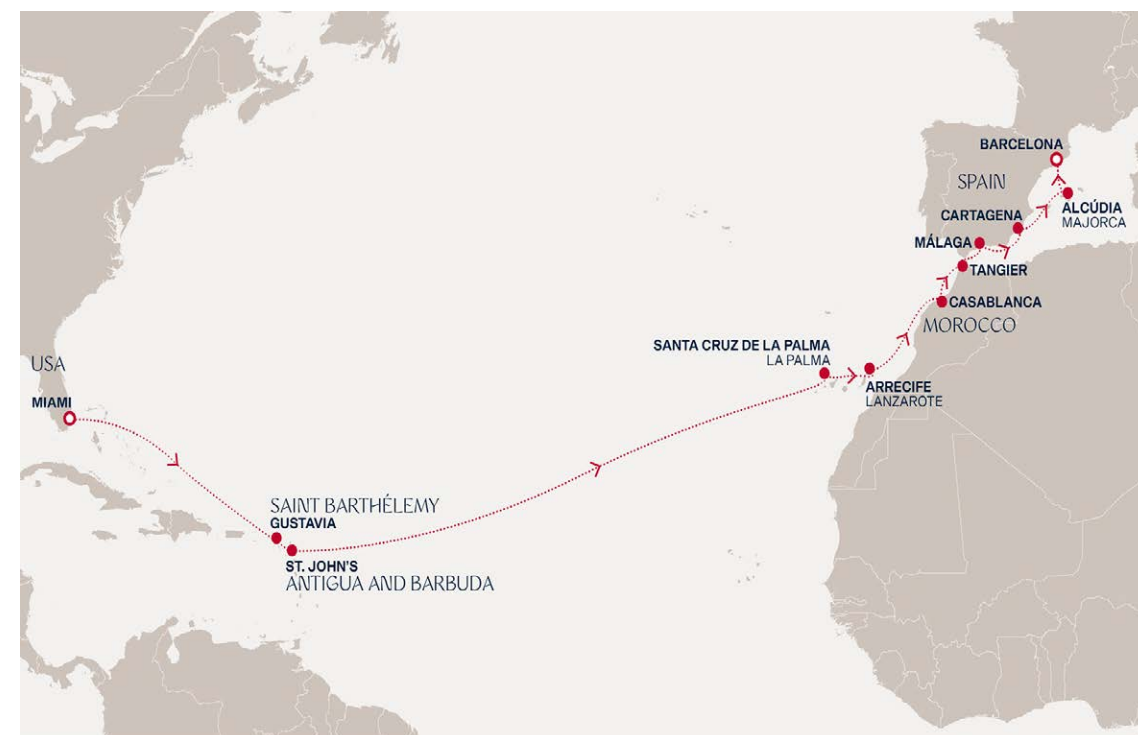 BARCELONA
SPAIN
ALCÚDIA
MAJORCA
CARTAGENA
MÁLAGA
TANGIER
CASABLANCA
MOROCCO
SANTA CRUZ DE LA PALMA
LA PALMA
ARRECIFE
LANZAROTE
USA
MIAMI
SAINT BARTHÉLEMY
GUSTAVIA
ST. JOHN'S
ANTIGUA AND BARBUDA